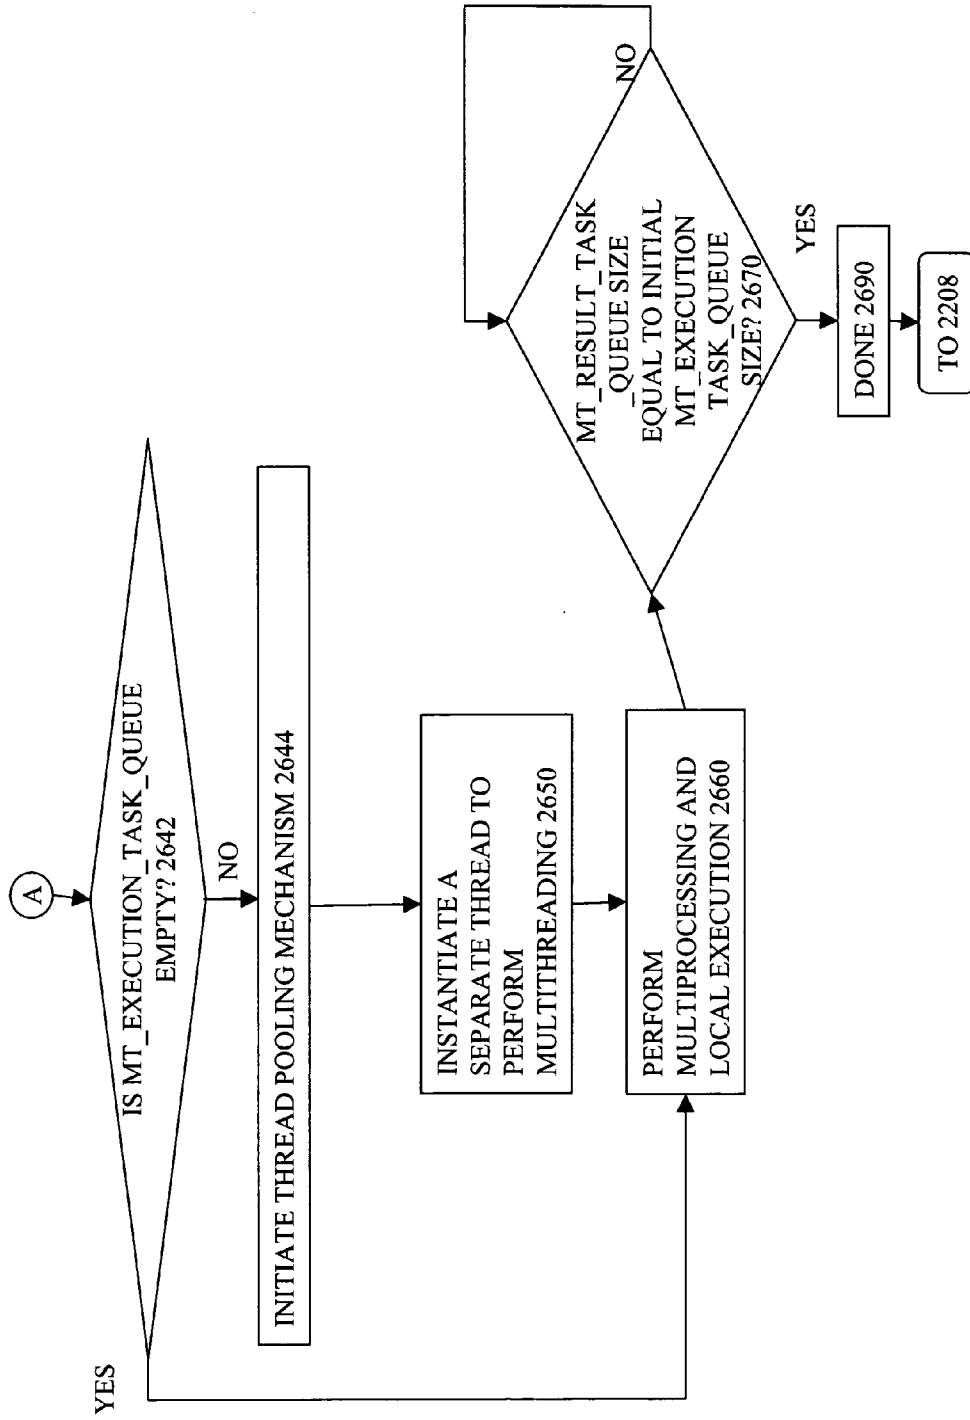 A
IS MT_EXECUTION_TASK_QUEUE
EMPTY? 2642
YES
NO
INITIATE THREAD POOLING MECHANISM 2644
INSTANTIATE A
SEPARATE THREAD TO
PERFORM
MULTITHREADING 2650
PERFORM
MULTIPROCESSING AND
LOCAL EXECUTION 2660
MT_RESULT_TASK
_QUEUE SIZE
EQUAL TO INITIAL
MT_EXECUTION
TASK_QUEUE
SIZE? 2670
NO
YES
DONE 2690
TO 2208